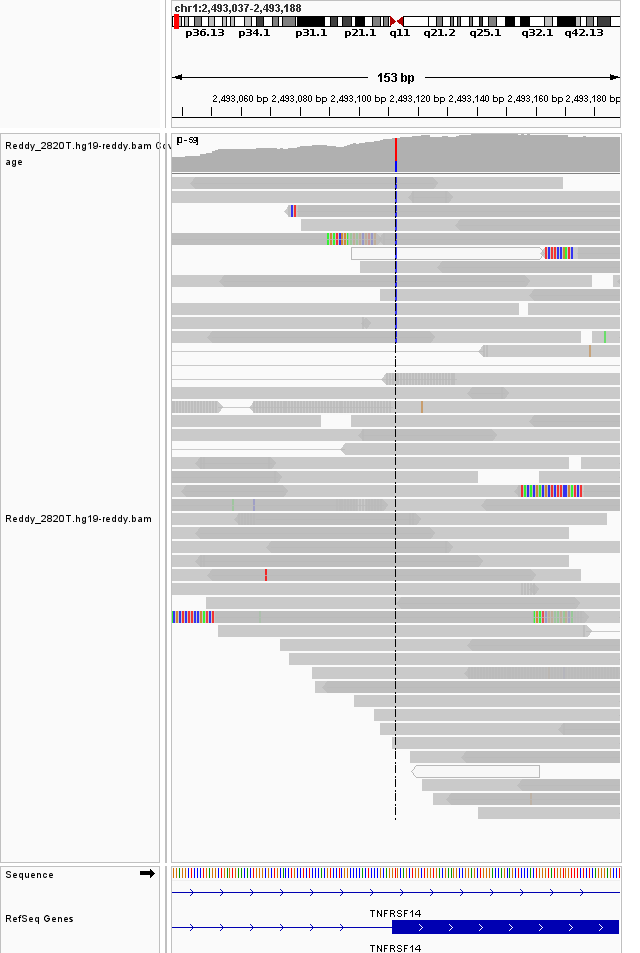 chr1:2,493,037-2,493,188
p36.13 p34.1 p31.1 p21.1 q11 q21.2 q25.1 q32.1 q42.13
153 bp
2,493,060 bp 2,493,080 bp 2,493,100 bp 2,493,120 bp 2,493,140 bp 2,493,160 bp 2,493,180 bp
[0 - 59]
Reddy_2820T.hg19-reddy.bam Cov
age
Reddy_2820T.hg19-reddy.bam
Sequence
RefSeq Genes
TNFRSF14
TNFRSF14